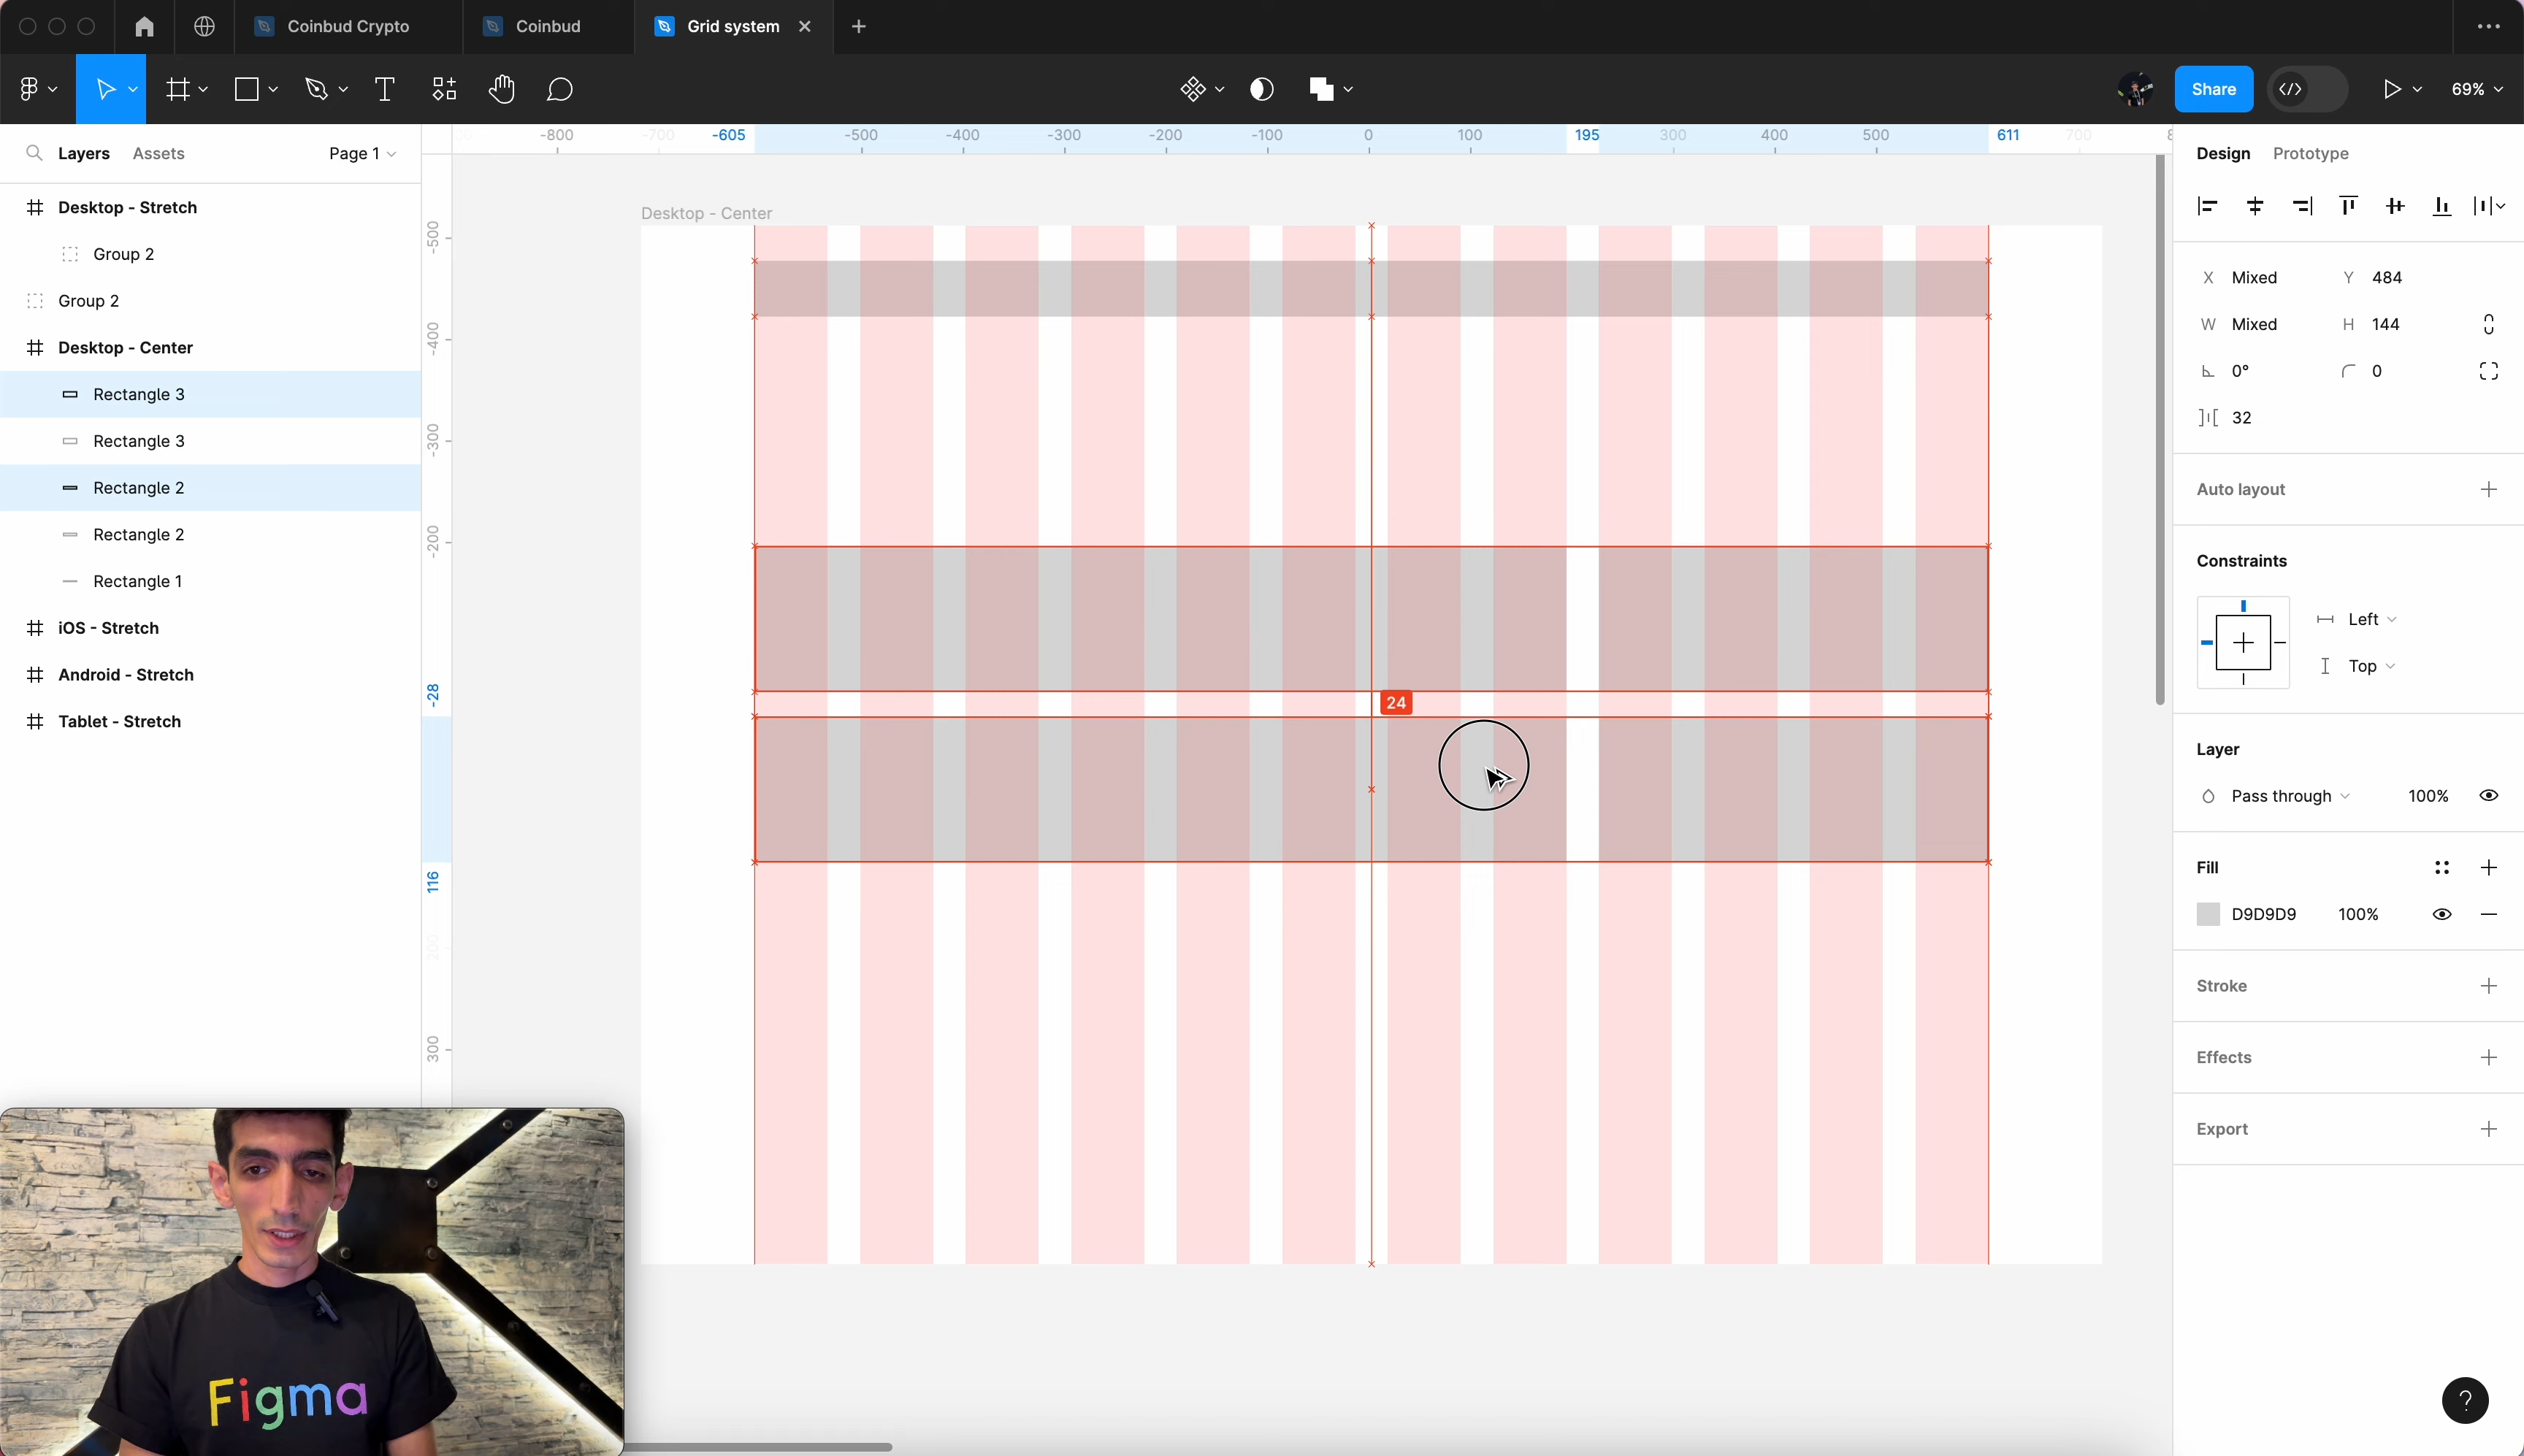 Coinbud Crypto
Coinbud
Grid system
Share
69%
Layers
Assets
Page 1
-800
-700
-605
-500
-400
-300
-200
-100
0
100
195
300
400
500
611
700
8
Design
Prototype
Desktop - Stretch
Group 2
Group 2
Desktop - Center
Rectangle 3
Rectangle 3
Rectangle 2
Rectangle 2
Rectangle 1
iOS - Stretch
Android - Stretch
Tablet - Stretch
-500
-400
-300
-200
-28
116
200
300
Desktop - Center
24
X Mixed Y 484
W Mixed H 144
0° 0
32
Auto layout
Constraints
Left
Top
Layer
Pass through 100%
Fill
D9D9D9 100%
Stroke
Effects
Export
?
Figma